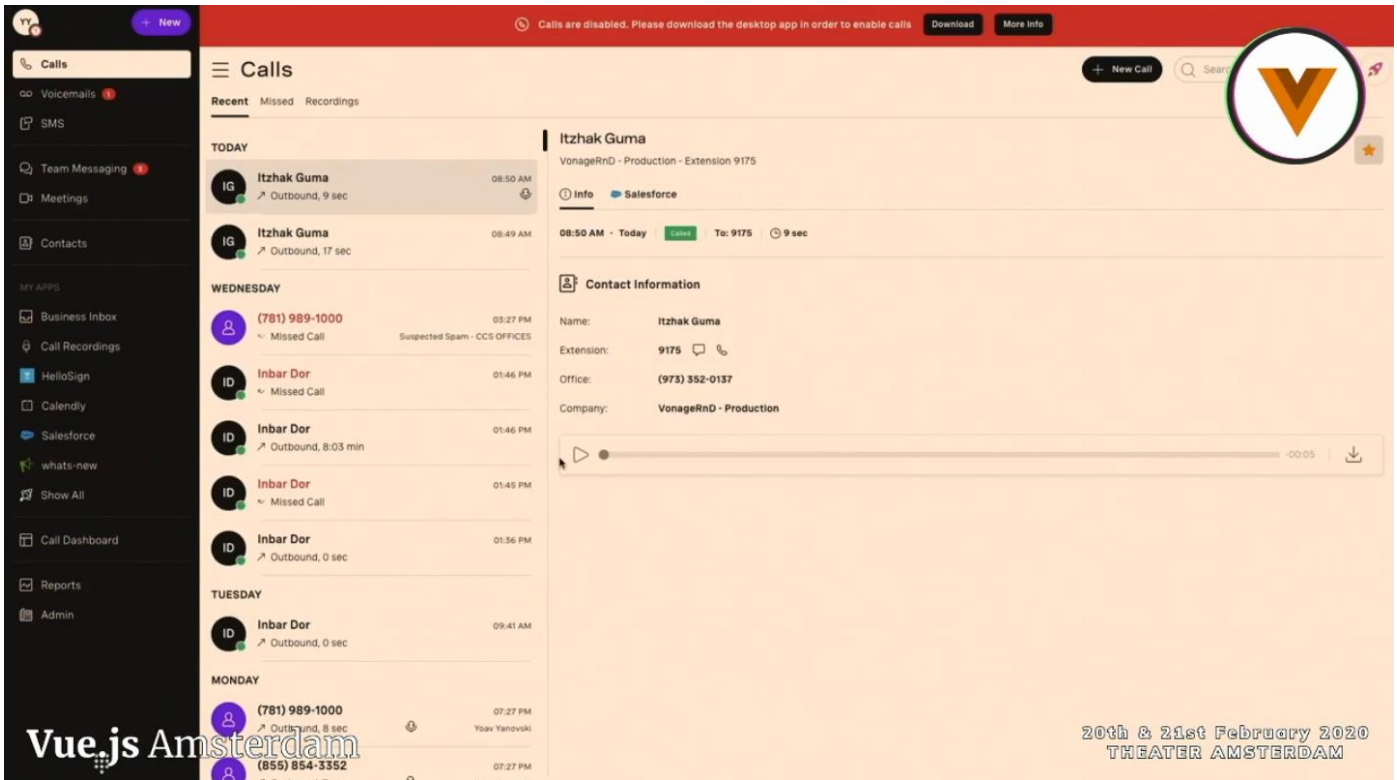 YY
+ New
Calls are disabled. Please download the desktop app in order to enable calls
Download
More Info
Calls
Voicemails 1
SMS
Team Messaging
Meetings
Contacts
MY APPS
Business Inbox
Call Recordings
HelloSign
Calendly
Salesforce
whats-new
Show All
Call Dashboard
Reports
Admin
Calls
+ New Call
Recent
Missed
Recordings
TODAY
IG
Itzhak Guma
08:50 AM
Outbound, 9 sec
IG
Itzhak Guma
08:49 AM
Outbound, 17 sec
WEDNESDAY
(781) 989-1000
03:27 PM
Missed Call
Suspected Spam - CCS OFFICES
ID
Inbar Dor
01:46 PM
Missed Call
ID
Inbar Dor
01:46 PM
Outbound, 8:03 min
ID
Inbar Dor
01:45 PM
Missed Call
ID
Inbar Dor
01:36 PM
Outbound, 0 sec
TUESDAY
ID
Inbar Dor
09:41 AM
Outbound, 0 sec
MONDAY
(781) 989-1000
07:27 PM
Outbound, 8 sec
Yoav Yanovski
(855) 854-3352
07:27 PM
Itzhak Guma
VonageRnD - Production - Extension 9175
Info
Salesforce
08:50 AM · Today
Called
To: 9175
9 sec
Contact Information
Name: Itzhak Guma
Extension: 9175
Office: (973) 352-0137
Company: VonageRnD - Production
-00:05
Vue.js Amsterdam
20th & 21st February 2020
THEATER AMSTERDAM